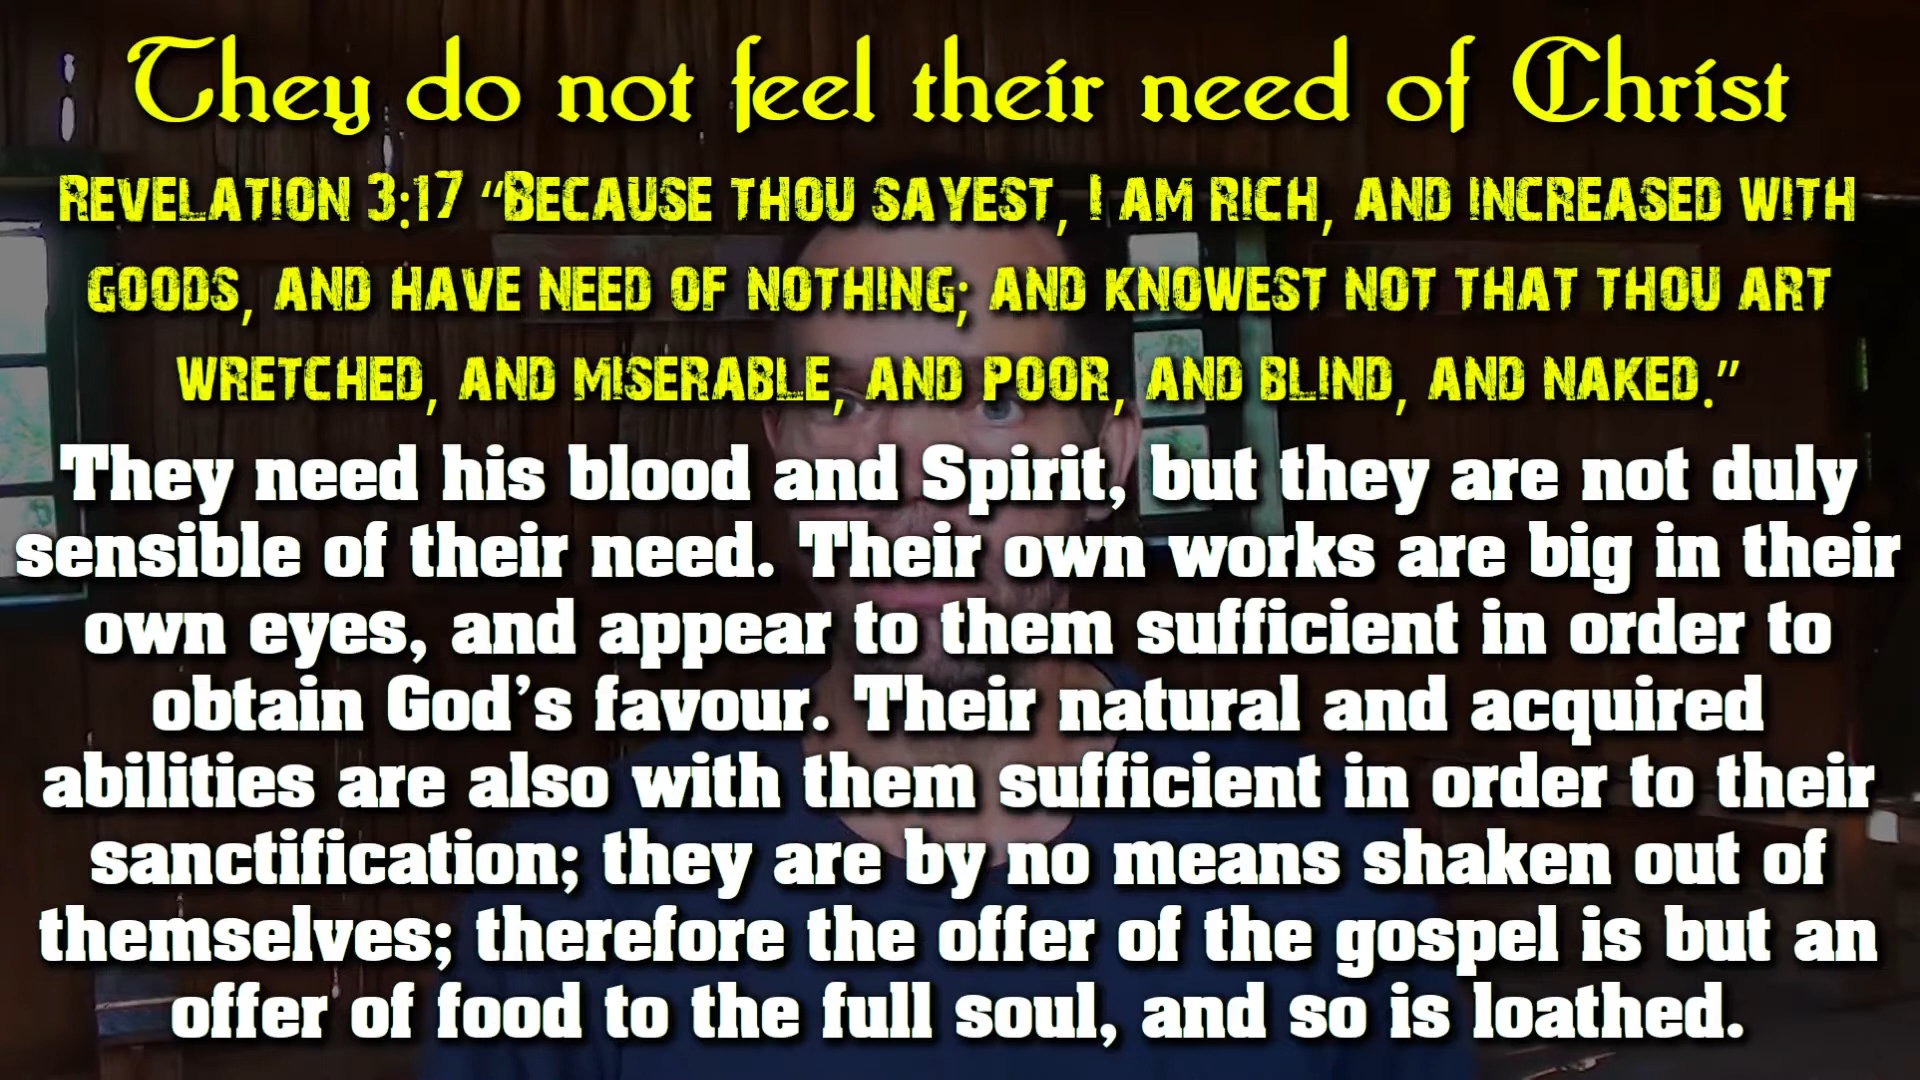 They do not feel their need of Christ
Revelation 3:17 “Because thou sayest, I am rich, and increased with
goods, and have need of nothing; and knowest not that thou art
wretched, and miserable, and poor, and blind, and naked.”
They need his blood and Spirit, but they are not duly
sensible of their need. Their own works are big in their
own eyes, and appear to them sufficient in order to
obtain God’s favour. Their natural and acquired
abilities are also with them sufficient in order to their
sanctification; they are by no means shaken out of
themselves; therefore the offer of the gospel is but an
offer of food to the full soul, and so is loathed.